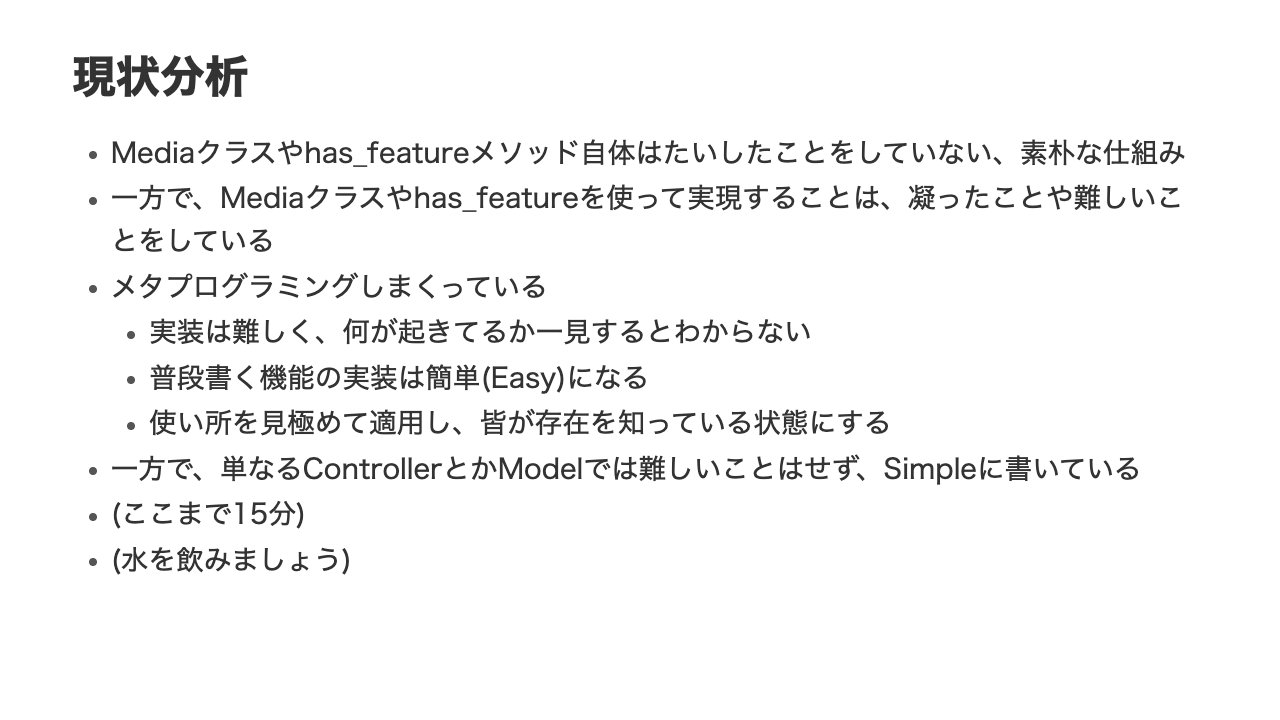 現状分析
• Mediaクラスやhas_featureメソッド自体はたいしたことをしていない、素朴な仕組み
• 一方で、Mediaクラスやhas_featureを使って実現することは、凝ったことや難しいこ
とをしている
• メタプログラミングしまくっている
• 実装は難しく、何が起きてるか一見するとわからない
• 普段書く機能の実装は簡単(Easy)になる
• 使い所を見極めて適用し、皆が存在を知っている状態にする
• 一方で、単なるControllerとかModelでは難しいことはせず、Simpleに書いている
• (ここまで15分)
• (水を飲みましょう)